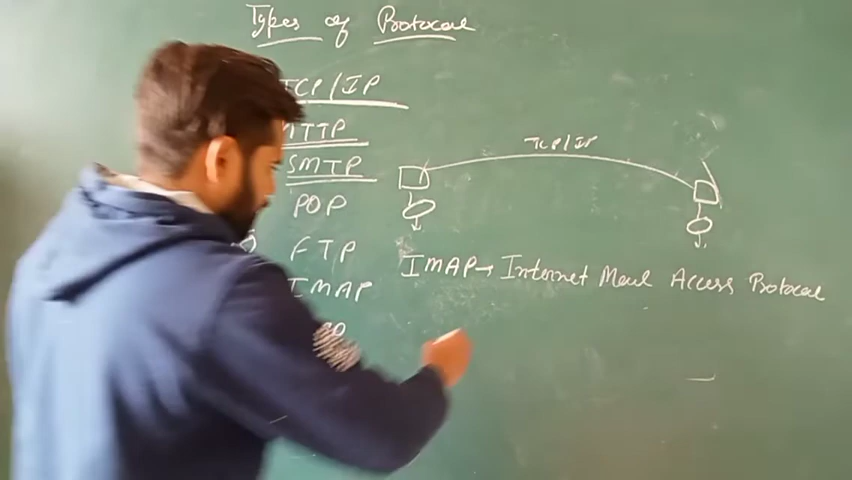 Types of Protocol
TCP/IP
HTTP
SMTP
POP
FTP
IMAP
TCP/IP
IMAP→ Internet Mail Access Protocol